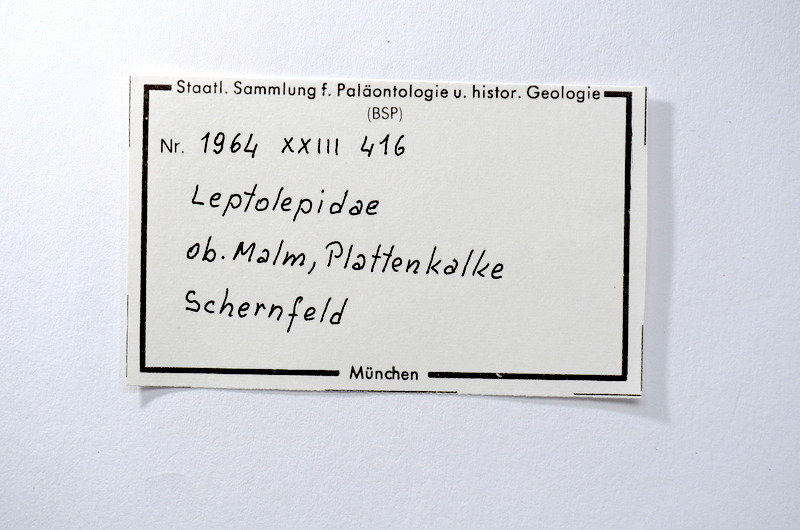 Staatl. Sammlung f. Paläontologie u. histor. Geologie
(BSP)
Nr. 1964 XXIII 416
Leptolepidae
ob. Malm, Plattenkalke
Schernfeld
München